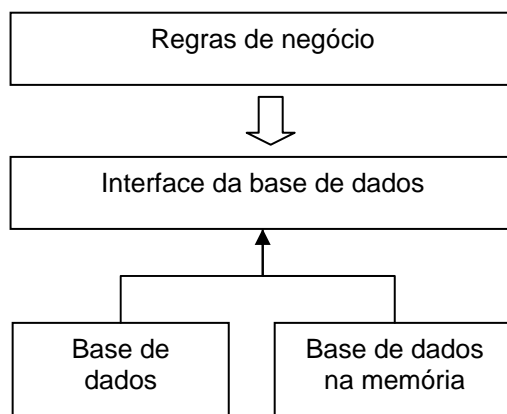 Regras de negócio
Interface da base de dados
Base de
dados
Base de dados
na memória